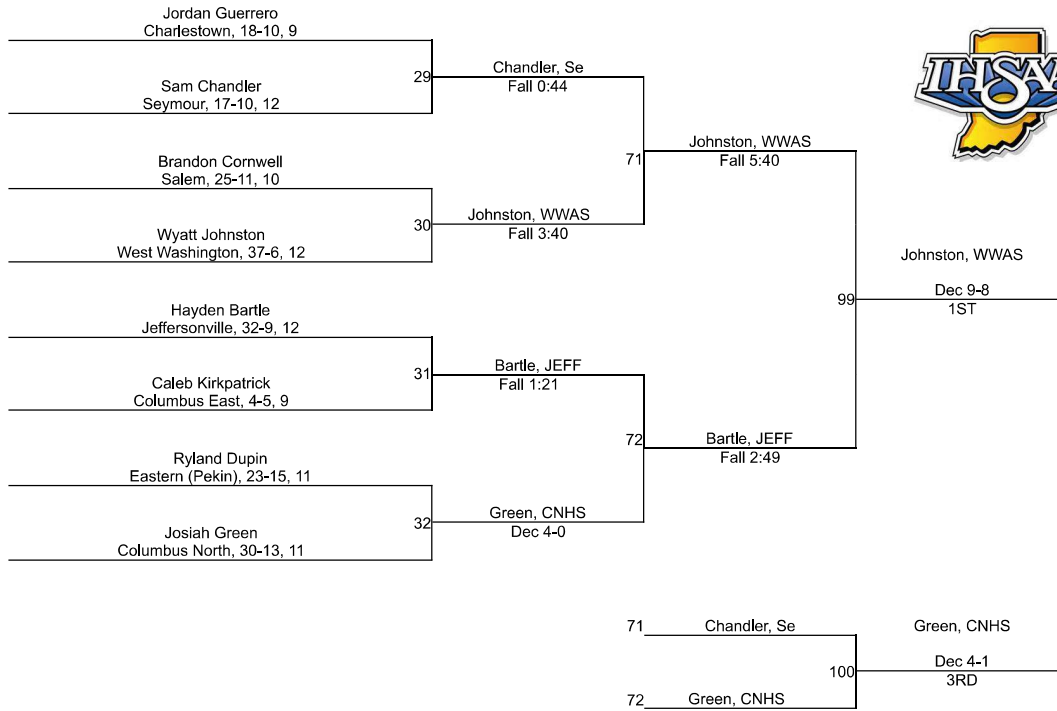 Jordan Guerrero
Charlestown, 18-10, 9
29
Chandler, Se
Fall 0:44
Sam Chandler
Seymour, 17-10, 12
IHSAA
71
Johnston, WWAS
Fall 5:40
Brandon Cornwell
Salem, 25-11, 10
30
Johnston, WWAS
Fall 3:40
Wyatt Johnston
West Washington, 37-6, 12
Johnston, WWAS
99
Dec 9-8
1ST
Hayden Bartle
Jeffersonville, 32-9, 12
31
Bartle, JEFF
Fall 1:21
Caleb Kirkpatrick
Columbus East, 4-5, 9
72
Bartle, JEFF
Fall 2:49
Ryland Dupin
Eastern (Pekin), 23-15, 11
32
Green, CNHS
Dec 4-0
Josiah Green
Columbus North, 30-13, 11
71
Chandler, Se
Green, CNHS
100
Dec 4-1
3RD
72
Green, CNHS